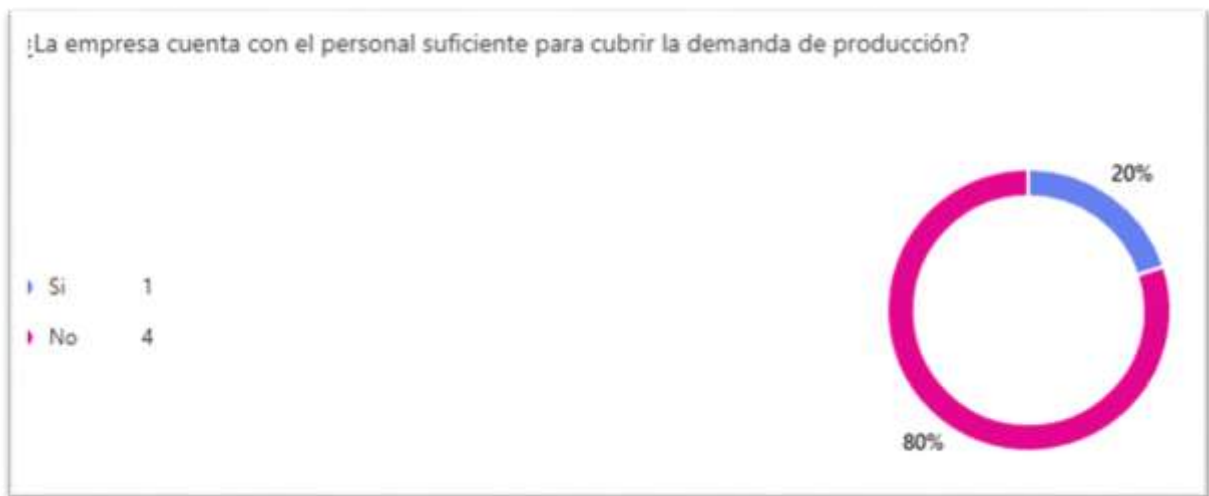 ¿La empresa cuenta con el personal suficiente para cubrir la demanda de producción?
20%
Si 1
No 4
80%